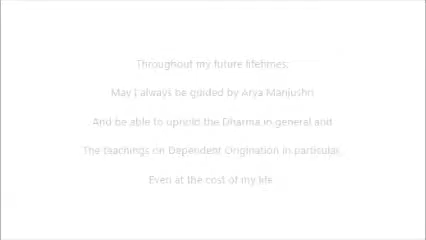 Throughout my future lifetimes,
May I always be guided by Arya Manjushri
And be able to uphold the Dharma in general and
The teachings on Dependent Origination in particular,
Even at the cost of my life.